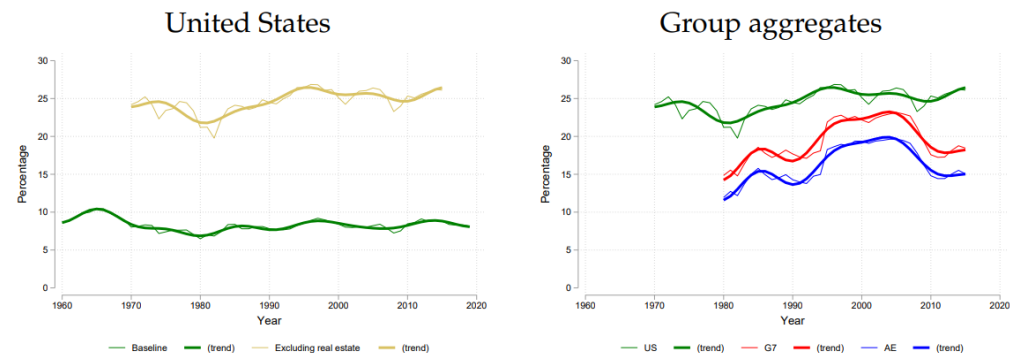 United States
Percentage
30
25
20
15
10
5
0
1960 1970 1980 1990 2000 2010 2020
Year
Baseline (trend) Excluding real estate (trend)
Group aggregates
Percentage
30
25
20
15
10
5
0
1960 1970 1980 1990 2000 2010 2020
Year
US (trend) G7 (trend) AE (trend)